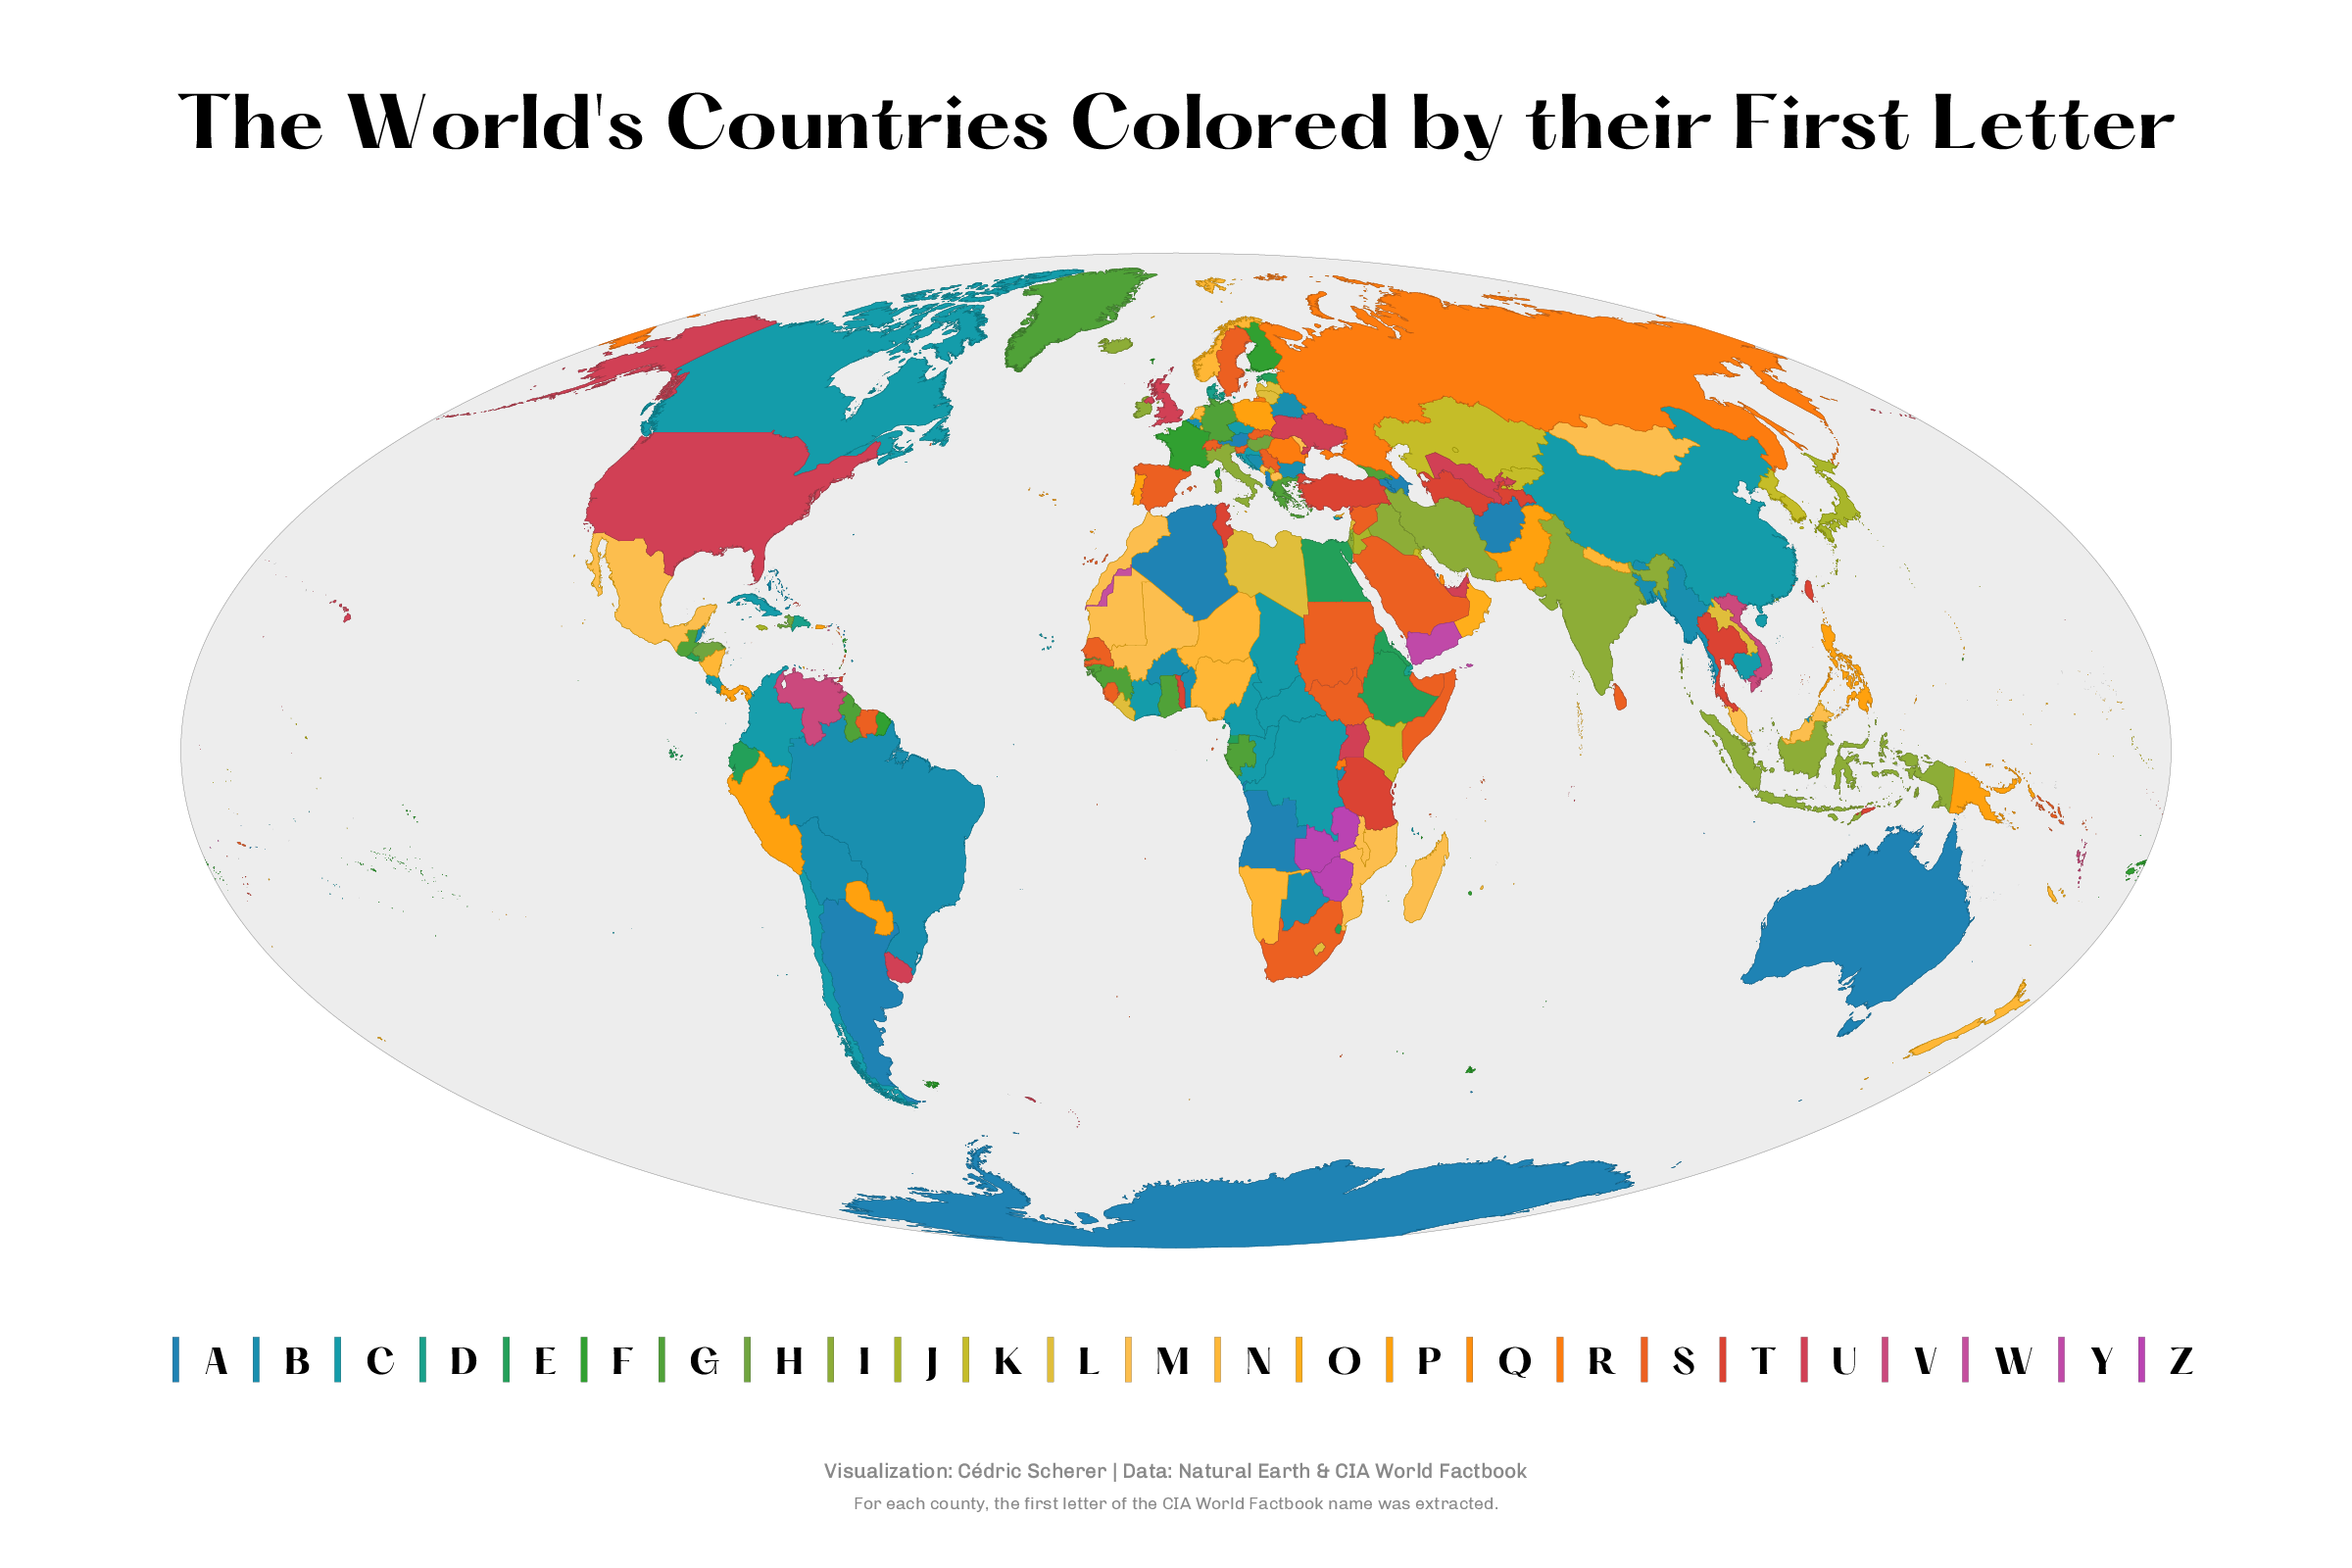 The World's Countries Colored by their First Letter
A B C D E F G H I J K L M N O P Q R S T U V W Y Z
Visualization: Cédric Scherer | Data: Natural Earth & CIA World Factbook
For each county, the first letter of the CIA World Factbook name was extracted.